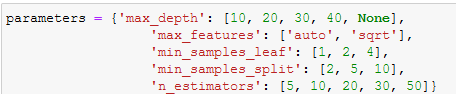 parameters = {'max_depth': [10, 20, 30, 40, None],
'max_features': ['auto', 'sqrt'],
'min_samples_leaf': [1, 2, 4],
'min_samples_split': [2, 5, 10],
'n_estimators': [5, 10, 20, 30, 50]}